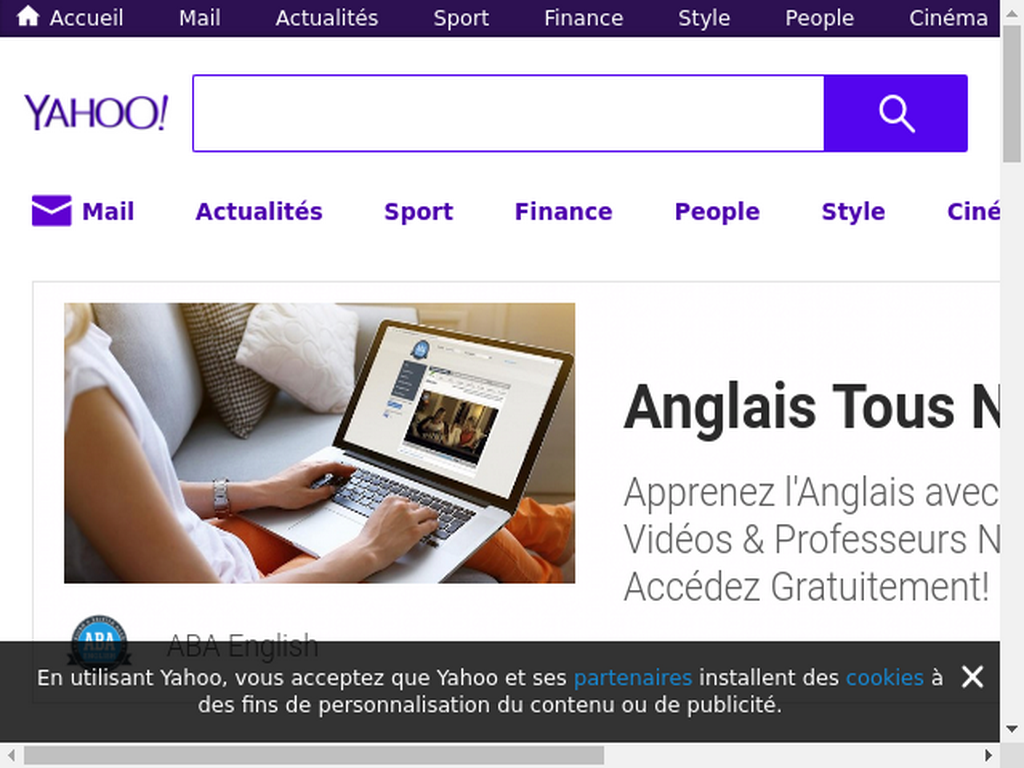 Accueil Mail Actualités Sport Finance Style People Cinéma
YAHOO!
Mail Actualités Sport Finance People Style Ciné
Anglais Tous N
Apprenez l'Anglais avec
Vidéos & Professeurs N
Accédez Gratuitement!
ABA
ABA English
En utilisant Yahoo, vous acceptez que Yahoo et ses partenaires installent des cookies à
des fins de personnalisation du contenu ou de publicité.